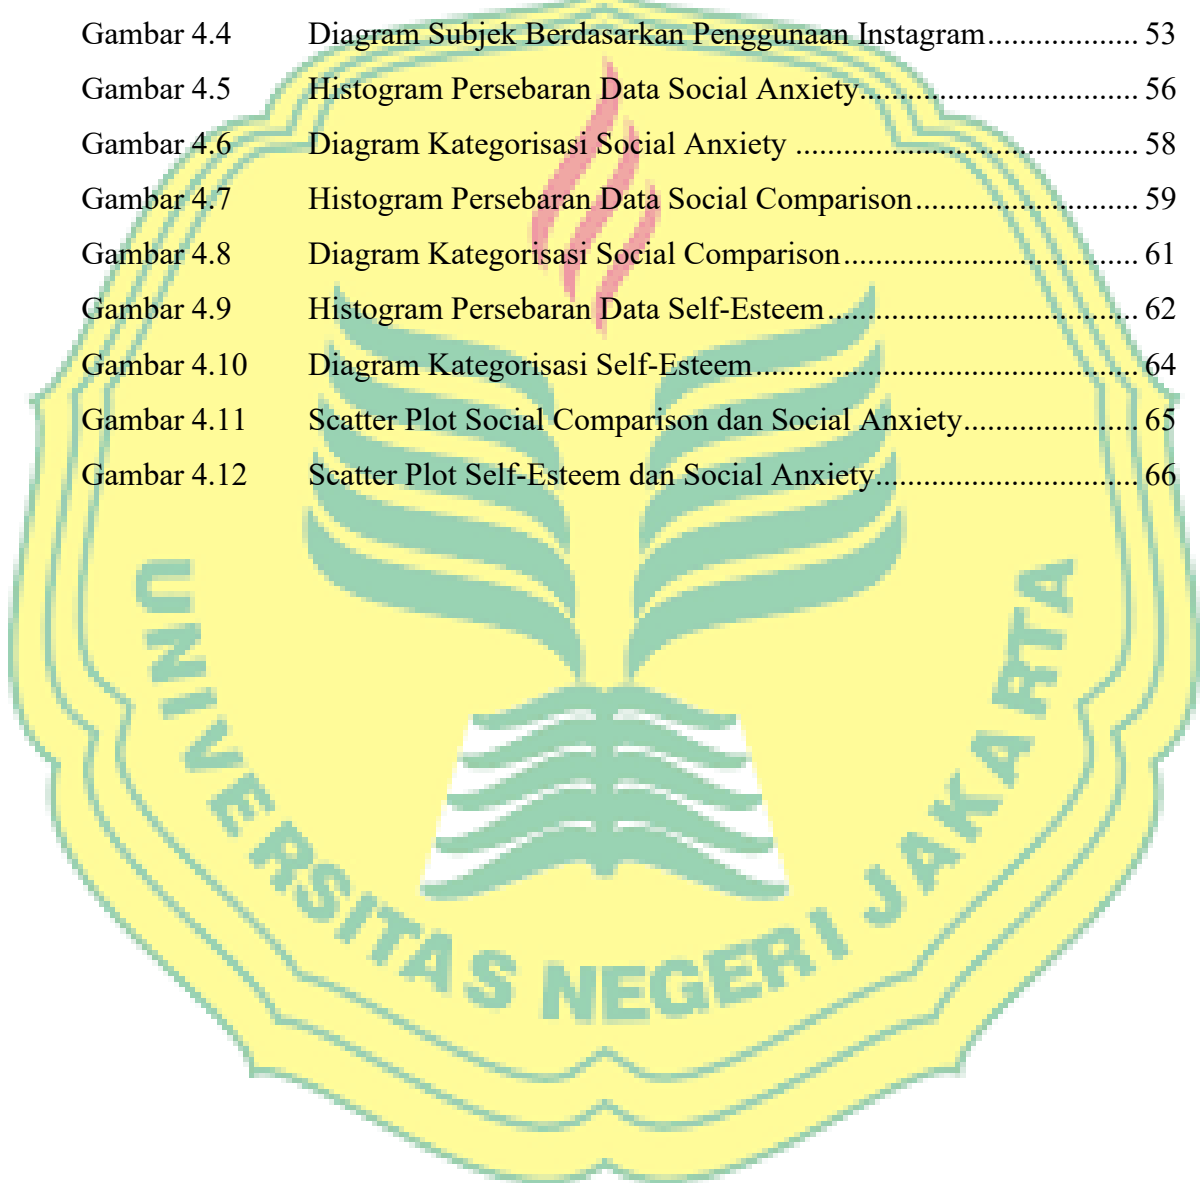 Gambar 4.4 Diagram Subjek Berdasarkan Penggunaan Instagram.................. 53
Gambar 4.5 Histogram Persebaran Data Social Anxiety................................. 56
Gambar 4.6 Diagram Kategorisasi Social Anxiety ......................................... 58
Gambar 4.7 Histogram Persebaran Data Social Comparison........................... 59
Gambar 4.8 Diagram Kategorisasi Social Comparison................................... 61
Gambar 4.9 Histogram Persebaran Data Self-Esteem..................................... 62
Gambar 4.10 Diagram Kategorisasi Self-Esteem.............................................. 64
Gambar 4.11 Scatter Plot Social Comparison dan Social Anxiety..................... 65
Gambar 4.12 Scatter Plot Self-Esteem dan Social Anxiety................................ 66
UNIVERSITAS NEGERI JAKARTA